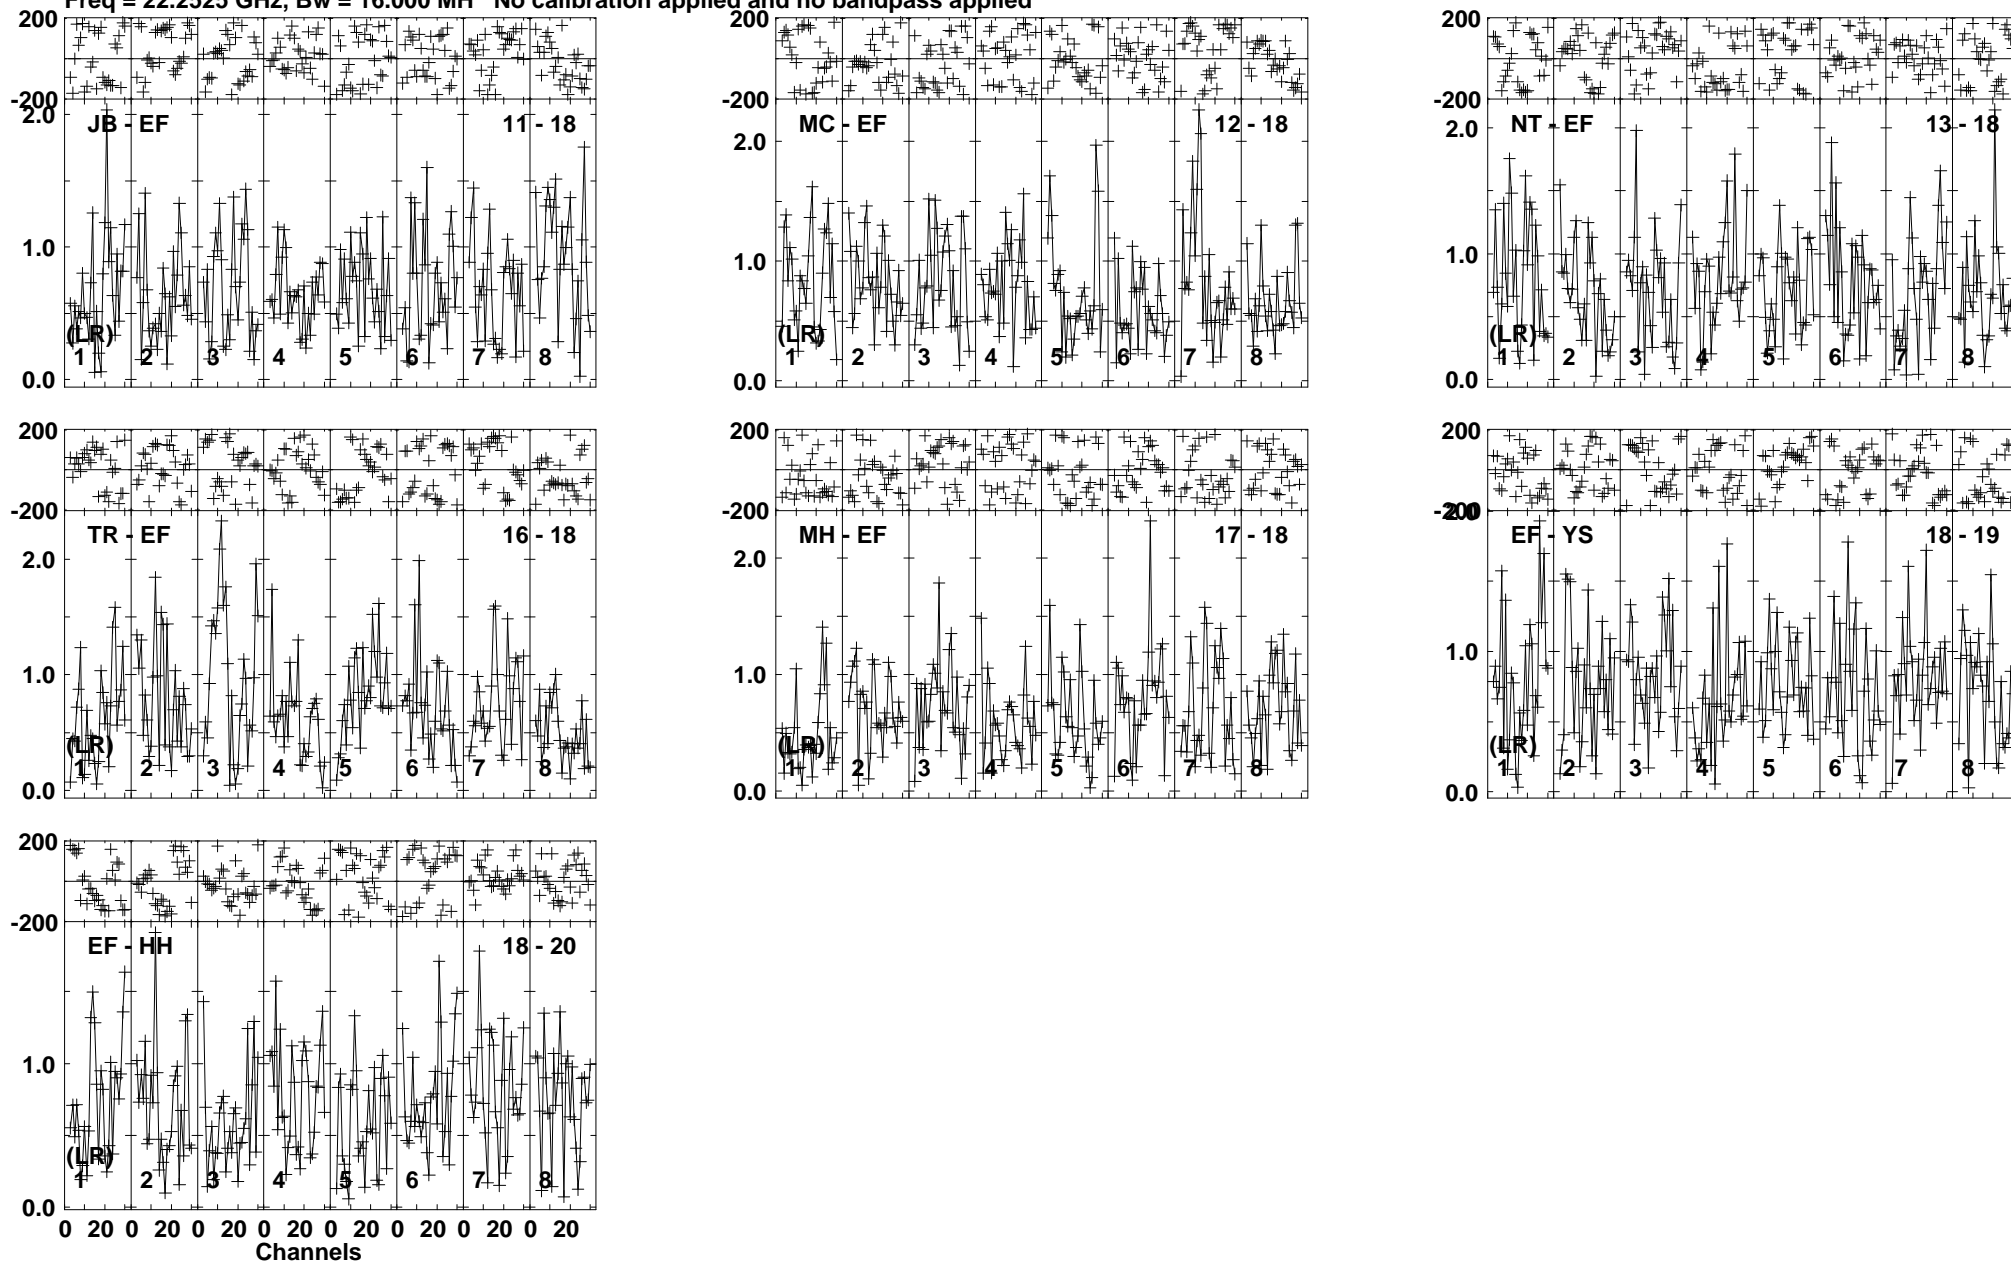 Freq = 22.2525 GHz, Bw = 16.000 MH No calibration applied and no bandpass applied
200
-200
2.0
1.0
0.0
JB - EF
11 - 18
(LR)
1 2 3 4 5 6 7 8
200
-200
2.0
1.0
0.0
MC - EF
12 - 18
(LR)
1 2 3 4 5 6 7 8
200
-200
2.0
1.0
0.0
NT - EF
13 - 18
(LR)
1 2 3 4 5 6 7 8
200
-200
2.0
1.0
0.0
TR - EF
16 - 18
(LR)
1 2 3 4 5 6 7 8
200
-200
2.0
1.0
0.0
MH - EF
17 - 18
(LR)
1 2 3 4 5 6 7 8
200
-200
2.0
1.0
0.0
EF - YS
18 - 19
(LR)
1 2 3 4 5 6 7 8
200
-200
1.0
0.0
EF - HH
18 - 20
(LR)
1 2 3 4 5 6 7 8
0 20 0 20 0 20 0 20 0 20 0 20 0 20 0 20
Channels